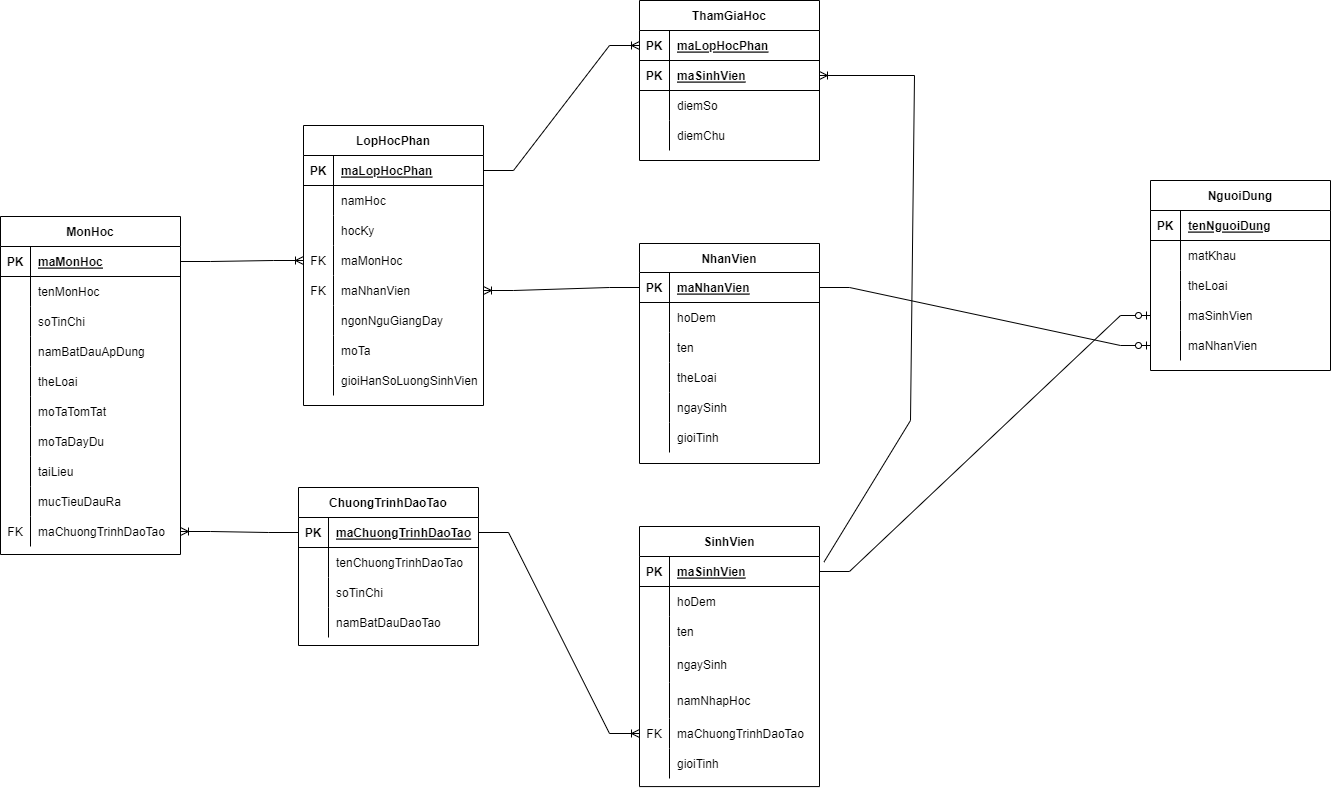 ThamGiaHoc
PK maLopHocPhan
PK maSinhVien
diemSo
diemChu
LopHocPhan
PK maLopHocPhan
namHoc
hocKy
FK maMonHoc
FK maNhanVien
ngonNguGiangDay
moTa
gioiHanSoLuongSinhVien
MonHoc
PK maMonHoc
tenMonHoc
soTinChi
namBatDauApDung
theLoai
moTaTomTat
moTaDayDu
taiLieu
mucTieuDauRa
FK maChuongTrinhDaoTao
NhanVien
PK maNhanVien
hoDem
ten
theLoai
ngaySinh
gioiTinh
NguoiDung
PK tenNguoiDung
matKhau
theLoai
maSinhVien
maNhanVien
ChuongTrinhDaoTao
PK maChuongTrinhDaoTao
tenChuongTrinhDaoTao
soTinChi
namBatDauDaoTao
SinhVien
PK maSinhVien
hoDem
ten
ngaySinh
namNhapHoc
FK maChuongTrinhDaoTao
gioiTinh